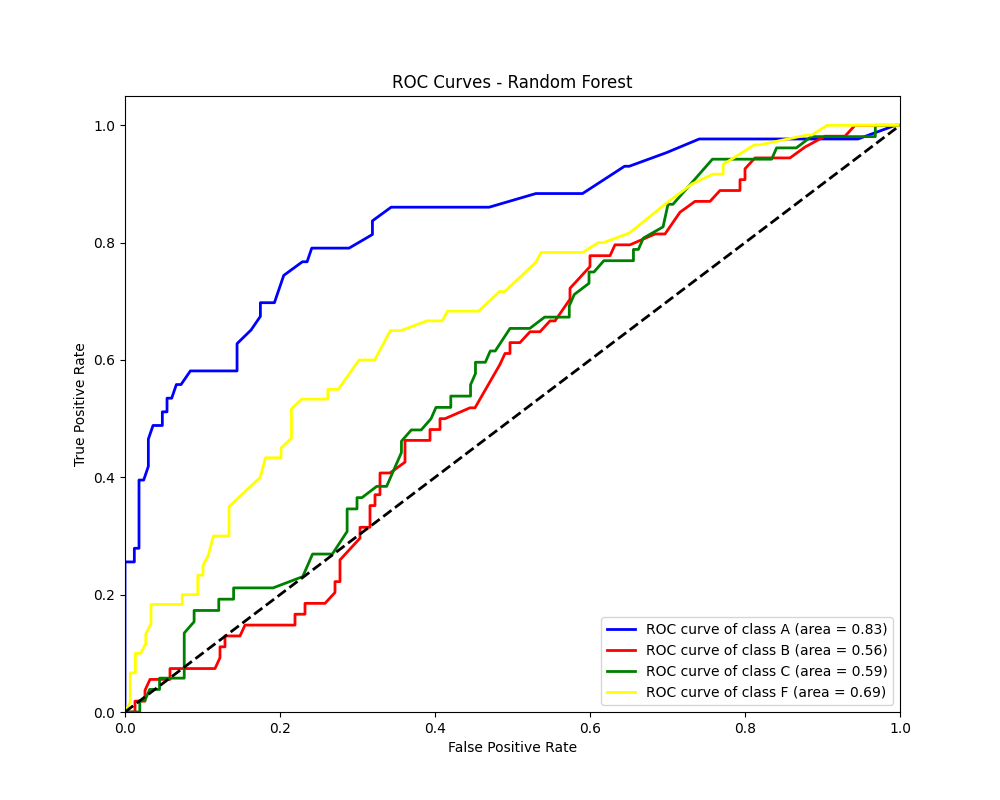 ROC Curves - Random Forest
True Positive Rate
1.0
0.8
0.6
0.4
0.2
0.0
ROC curve of class A (area = 0.83)
ROC curve of class B (area = 0.56)
ROC curve of class C (area = 0.59)
ROC curve of class F (area = 0.69)
0.0 0.2 0.4 0.6 0.8 1.0
False Positive Rate